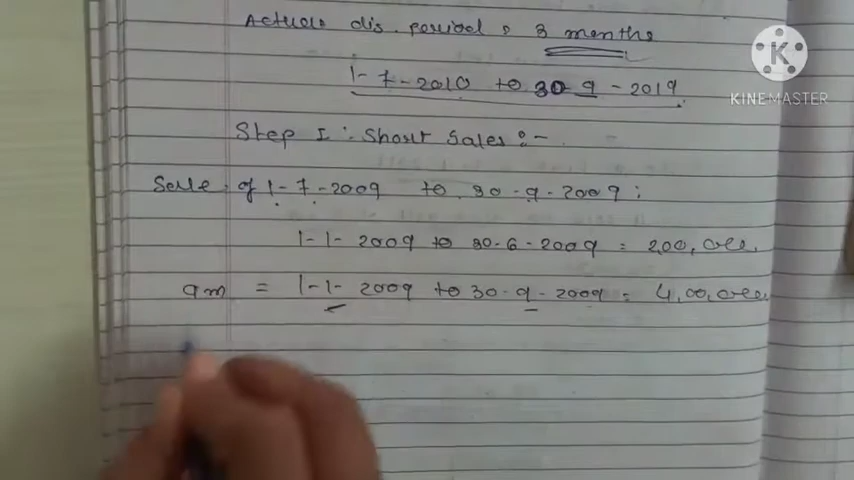 Actual dis. period : 3 months
1-7-2010 to 30-9-2019
Step I :- Short Sales :-
Sale of 1-7-2009 to 30-9-2009 :
1-1-2009 to 30-6-2009 = 200,000.
9m = 1-1-2009 to 30-9-2009 = 4,00,000.
KINEMASTER